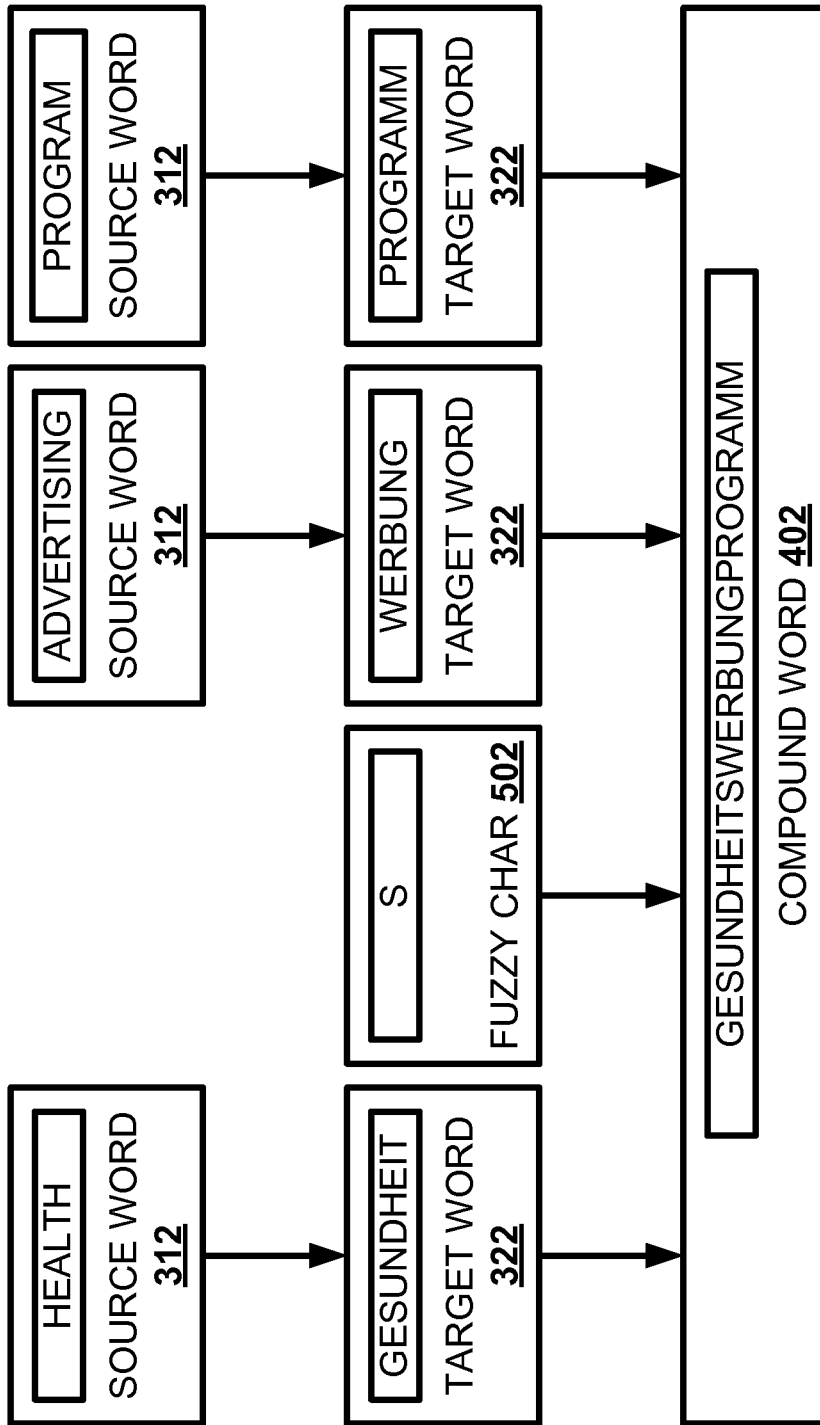 HEALTH
SOURCE WORD
312
ADVERTISING
SOURCE WORD
312
PROGRAM
SOURCE WORD
312
GESUNDHEIT
TARGET WORD
322
S
FUZZY CHAR 502
WERBUNG
TARGET WORD
322
PROGRAMM
TARGET WORD
322
GESUNDHEITSWERBUNGPROGRAMM
COMPOUND WORD 402